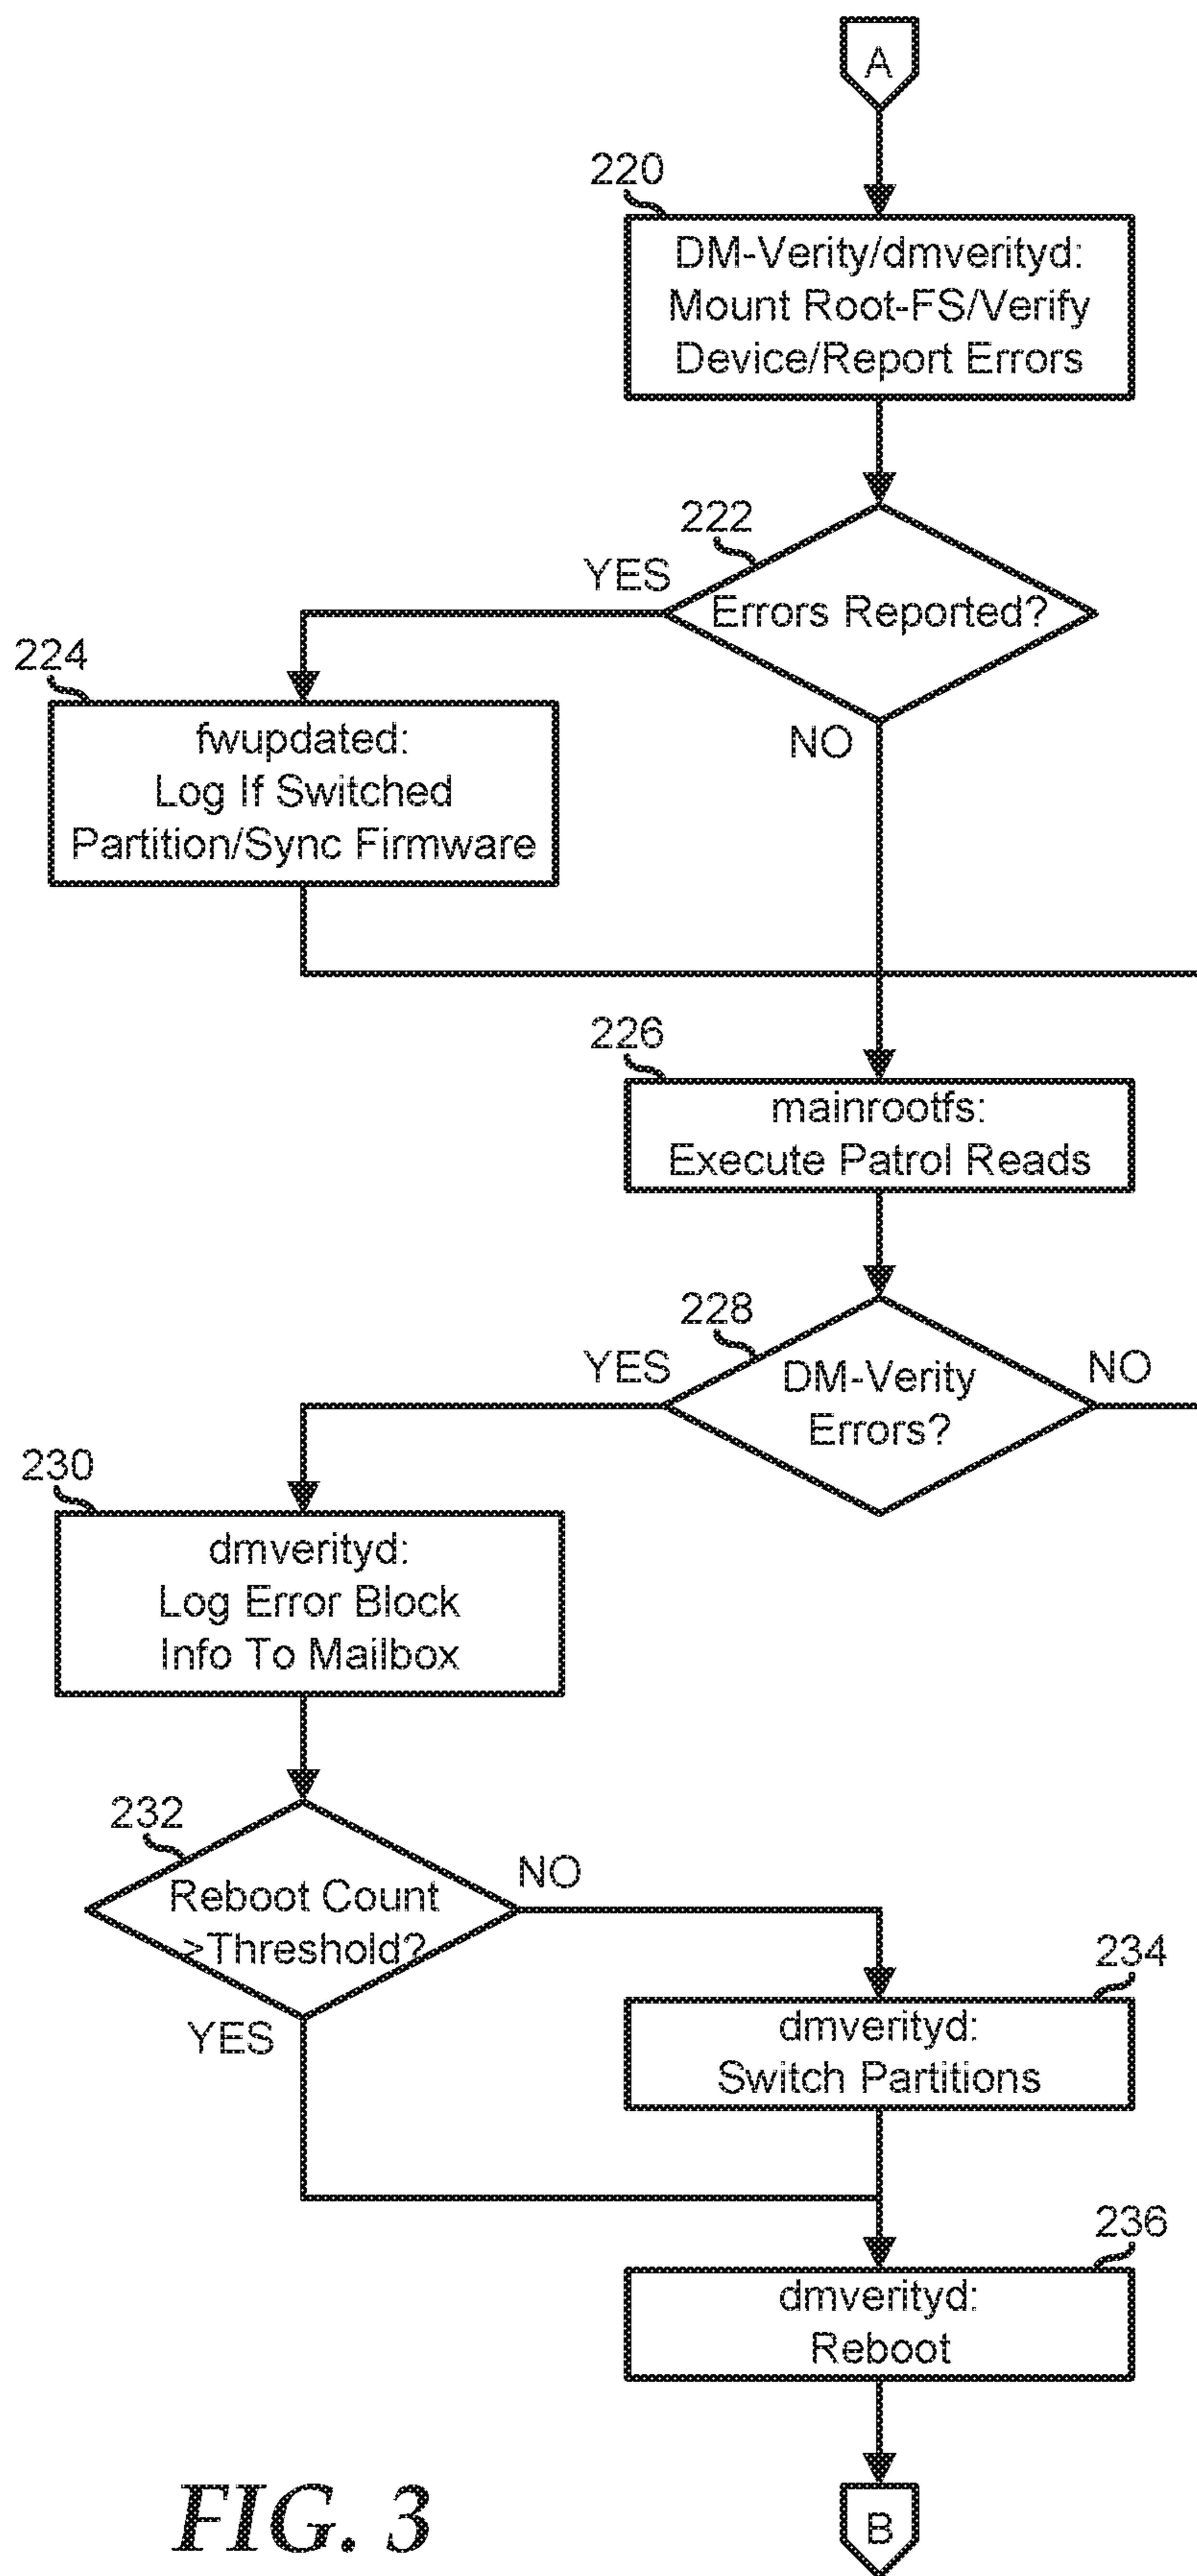 A
220
DM-Verity/dmverityd:
Mount Root-FS/Verify
Device/Report Errors
222
YES
Errors Reported?
NO
224
fwupdated:
Log If Switched
Partition/Sync Firmware
226
mainrootfs:
Execute Patrol Reads
228
YES
DM-Verity
Errors?
NO
230
dmverityd:
Log Error Block
Info To Mailbox
232
Reboot Count
>Threshold?
NO
YES
234
dmverityd:
Switch Partitions
236
dmverityd:
Reboot
B
FIG. 3